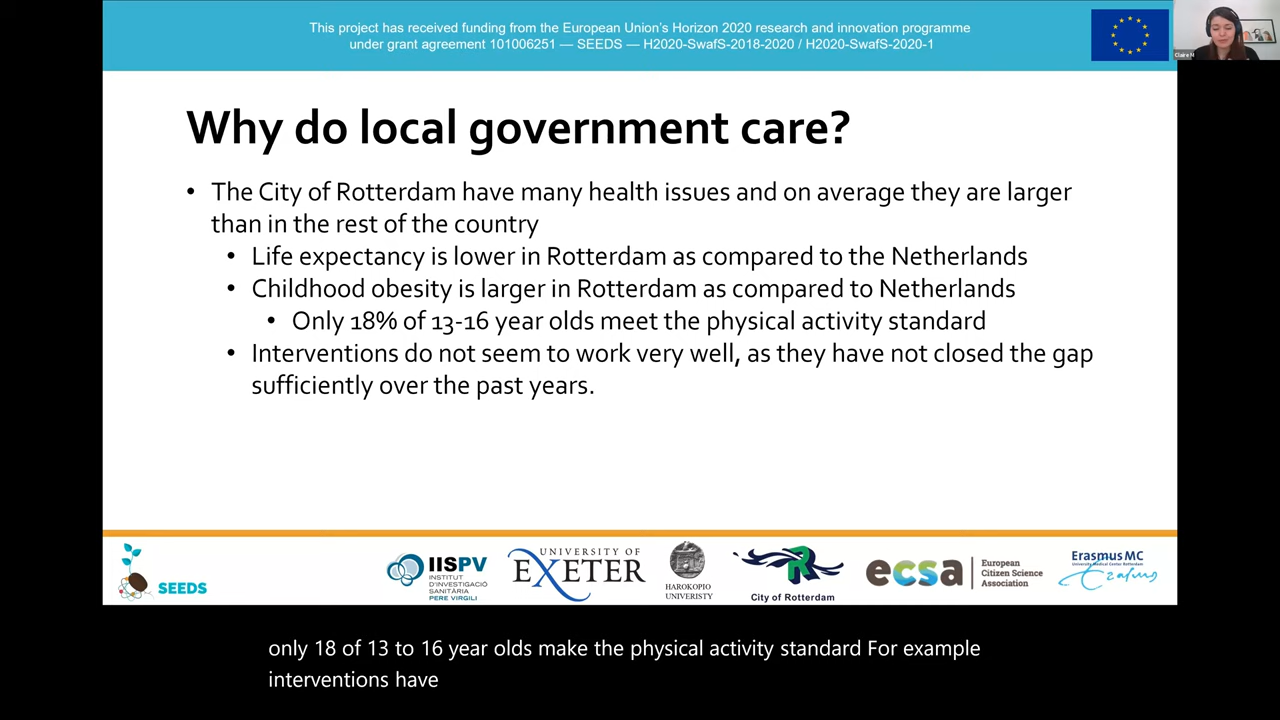 This project has received funding from the European Union's Horizon 2020 research and innovation programme
under grant agreement 101006251 — SEEDS — H2020-SwafS-2018-2020 / H2020-SwafS-2020-1
Claire M
Why do local government care?
• The City of Rotterdam have many health issues and on average they are larger
than in the rest of the country
• Life expectancy is lower in Rotterdam as compared to the Netherlands
• Childhood obesity is larger in Rotterdam as compared to Netherlands
• Only 18% of 13-16 year olds meet the physical activity standard
• Interventions do not seem to work very well, as they have not closed the gap
sufficiently over the past years.
SEEDS
IISPV
INSTITUT
D'INVESTIGACIÓ
SANITÀRIA
PERE VIRGILI
UNIVERSITY OF
EXETER
HAROKOPIO
UNIVERISTY
R
City of Rotterdam
ecsa
European
Citizen Science
Association
Erasmus MC
University Medical Center Rotterdam
Erasmus
only 18 of 13 to 16 year olds make the physical activity standard For example
interventions have